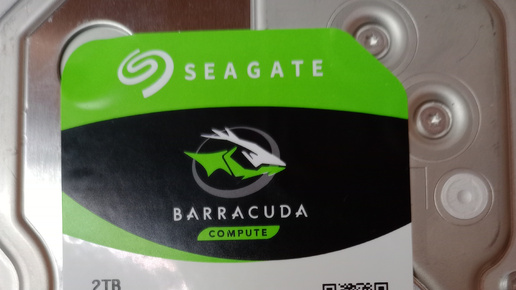 SEAGATE
BARRACUDA
COMPUTE
2TB